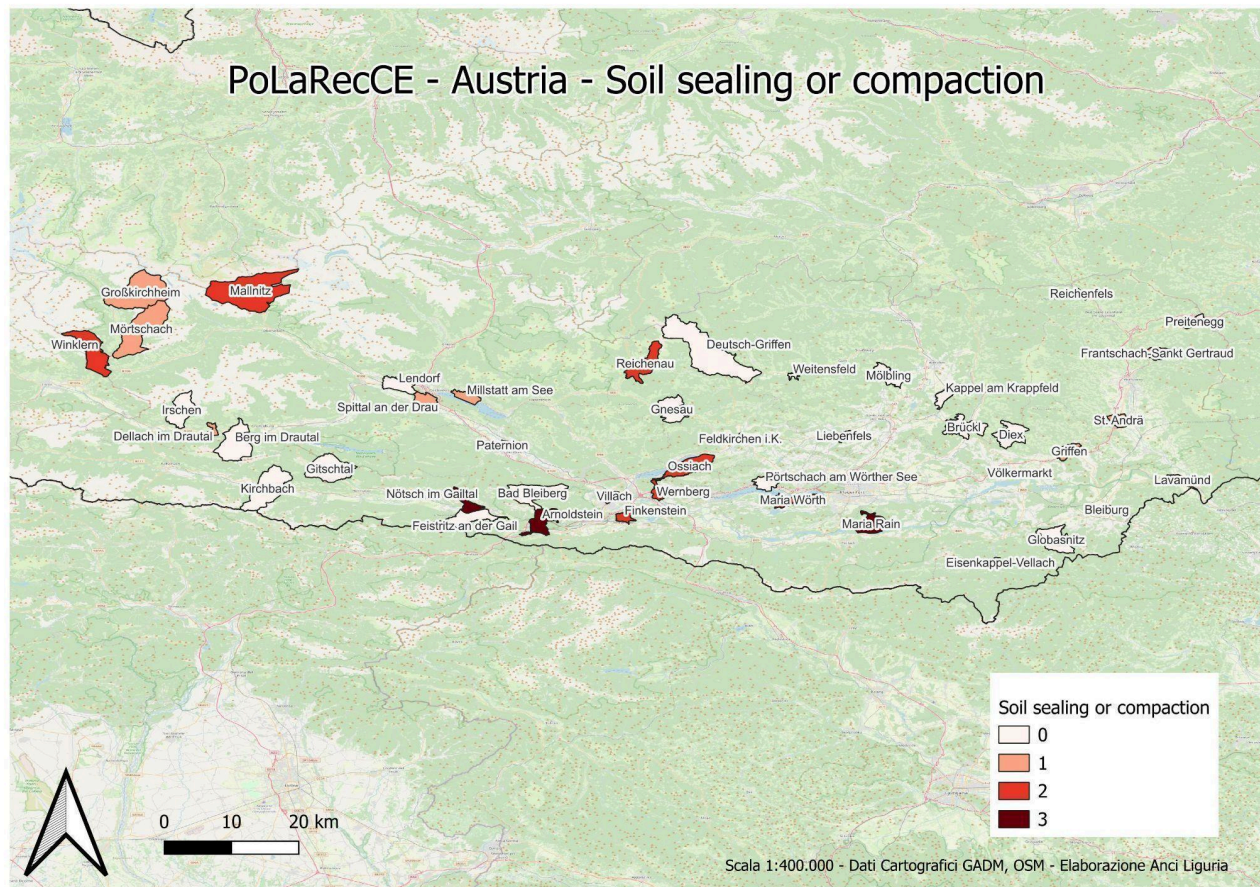 PoLaRecCE - Austria - Soil sealing or compaction
Großkirchheim
Mallnitz
Reichenfels
Mörtschach
Winklern
Preitenegg
Deutsch-Griffen
Frantschach-Sankt Gertraud
Reichenau
Weitensfeld
Lendorf
Mölbling
Millstatt am See
Kappel am Krappfeld
Spittal an der Drau
Irschen
Gnesau
St. Andrä
Brückl
Dellach im Drautal
Berg im Drautal
Feldkirchen i.K.
Liebenfels
Diex
Paternion
Griffen
Gitschtal
Ossiach
Völkermarkt
Pörtschach am Wörther See
Lavamünd
Kirchbach
Nötsch im Gailtal
Bad Bleiberg
Villach
Wernberg
Maria Wörth
Bleiburg
Arnoldstein
Finkenstein
Feistritz an der Gail
Maria Rain
Globasnitz
Eisenkappel-Vellach
Soil sealing or compaction
0
1
2
3
0 10 20 km
Scala 1:400.000 - Dati Cartografici GADM, OSM - Elaborazione Anci Liguria